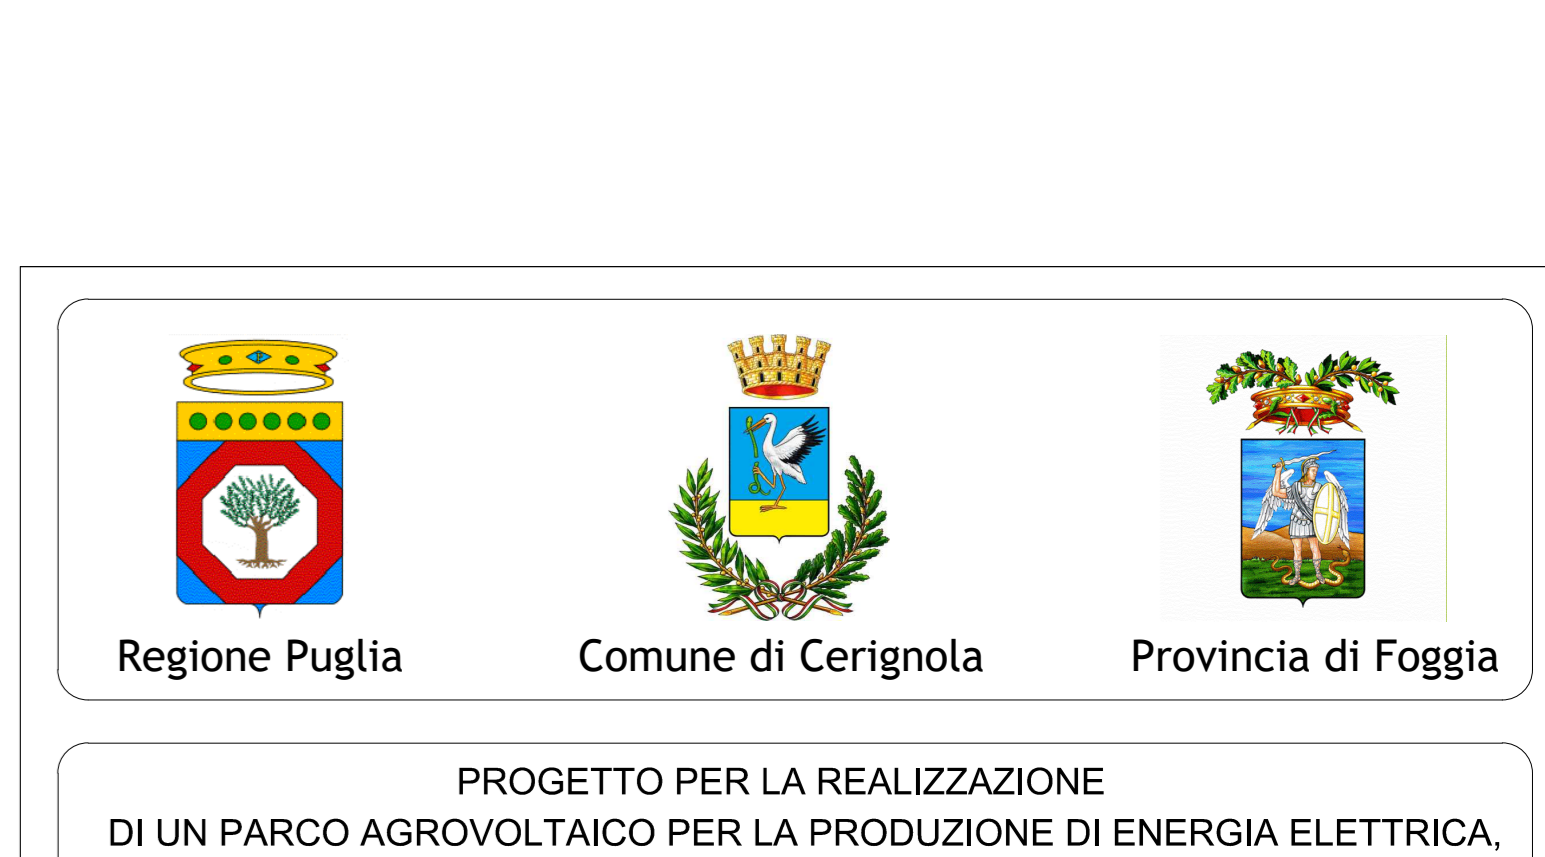 Regione Puglia
Comune di Cerignola
Provincia di Foggia
PROGETTO PER LA REALIZZAZIONE
DI UN PARCO AGROVOLTAICO PER LA PRODUZIONE DI ENERGIA ELETTRICA,